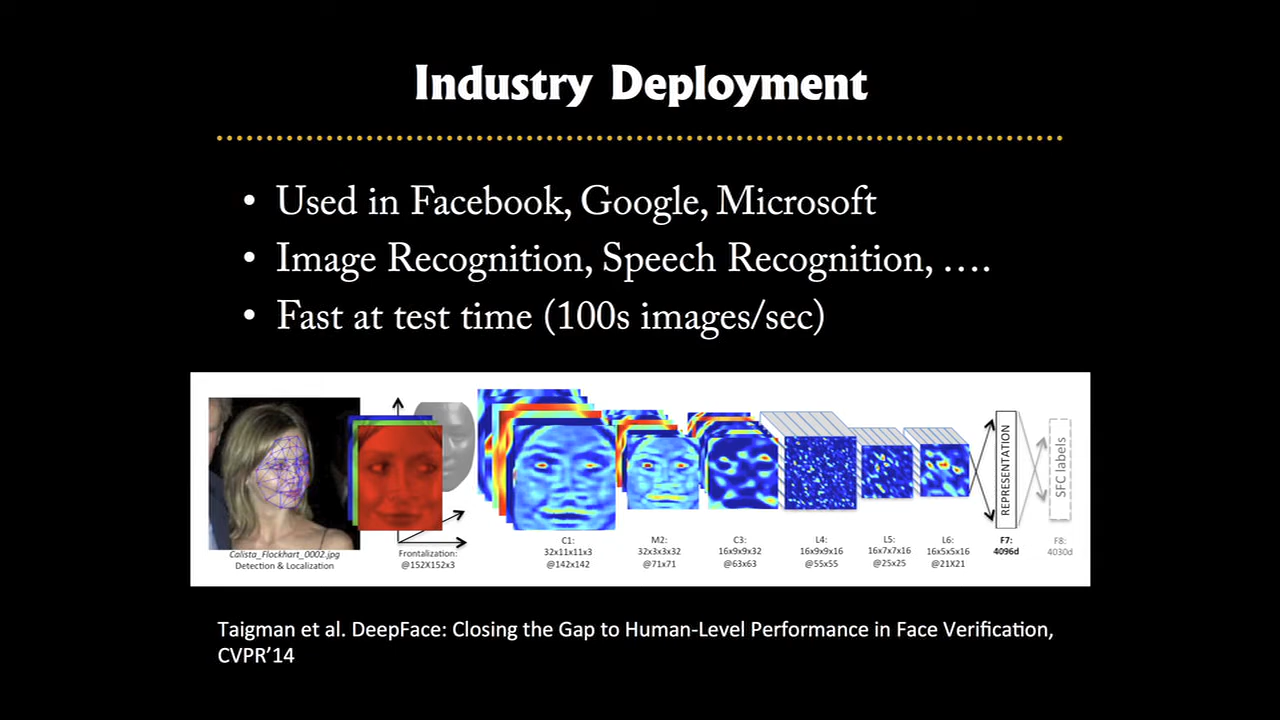 Industry Deployment
• Used in Facebook, Google, Microsoft
• Image Recognition, Speech Recognition, ....
• Fast at test time (100s images/sec)
Calista_Flockhart_0002.jpg
Detection & Localization
Frontalization:
@152X152x3
C1:
32x11x11x3
@142x142
M2:
32x3x3x32
@71x71
C3:
16x9x9x32
@63x63
L4:
16x9x9x16
@55x55
L5:
16x7x7x16
@25x25
L6:
16x5x5x16
@21X21
REPRESENTATION
F7:
4096d
SFC labels
F8:
4030d
Taigman et al. DeepFace: Closing the Gap to Human-Level Performance in Face Verification,
CVPR'14